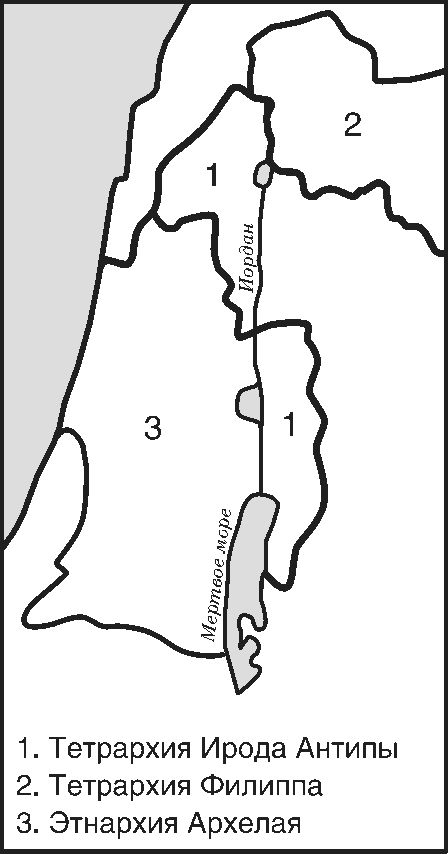 2
1
Иордан
3
1
Мертвое море
1. Тетрархия Ирода Антипы
2. Тетрархия Филиппа
3. Этнархия Архелая